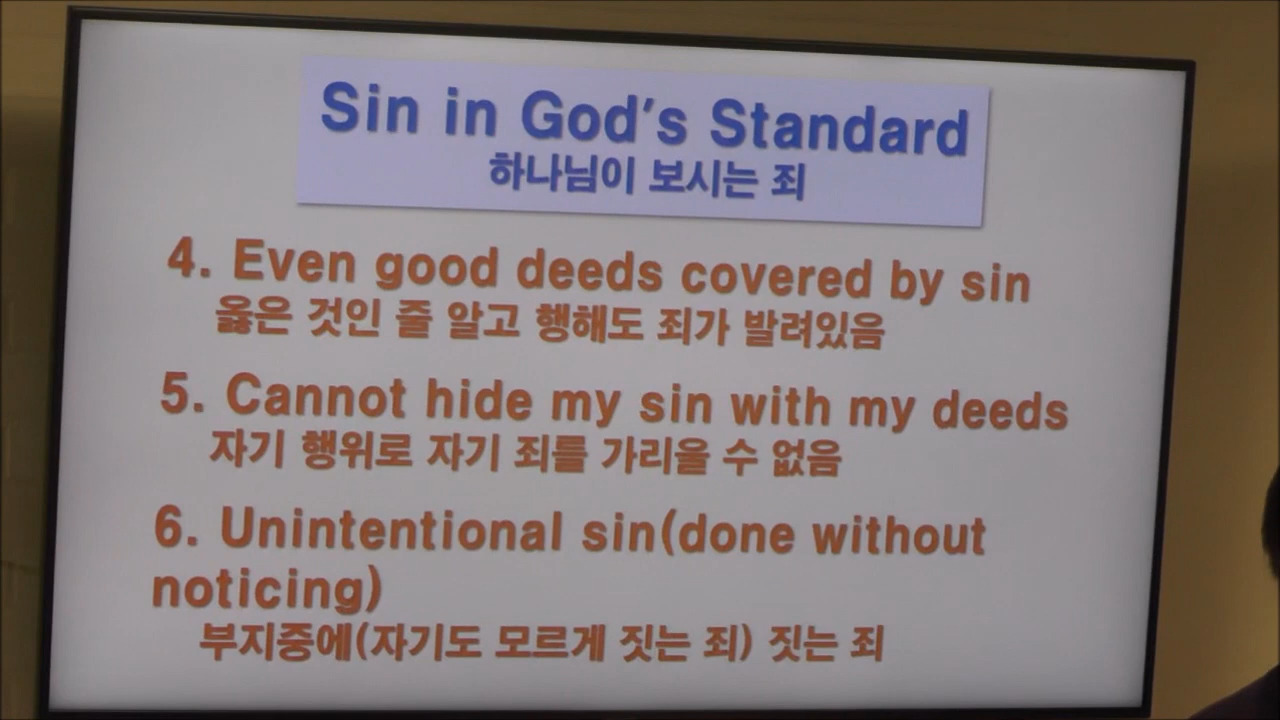 Sin in God's Standard
하나님이 보시는 죄
4. Even good deeds covered by sin
옳은 것인 줄 알고 행해도 죄가 발려있음
5. Cannot hide my sin with my deeds
자기 행위로 자기 죄를 가리울 수 없음
6. Unintentional sin(done without
noticing)
부지중에(자기도 모르게 짓는 죄) 짓는 죄